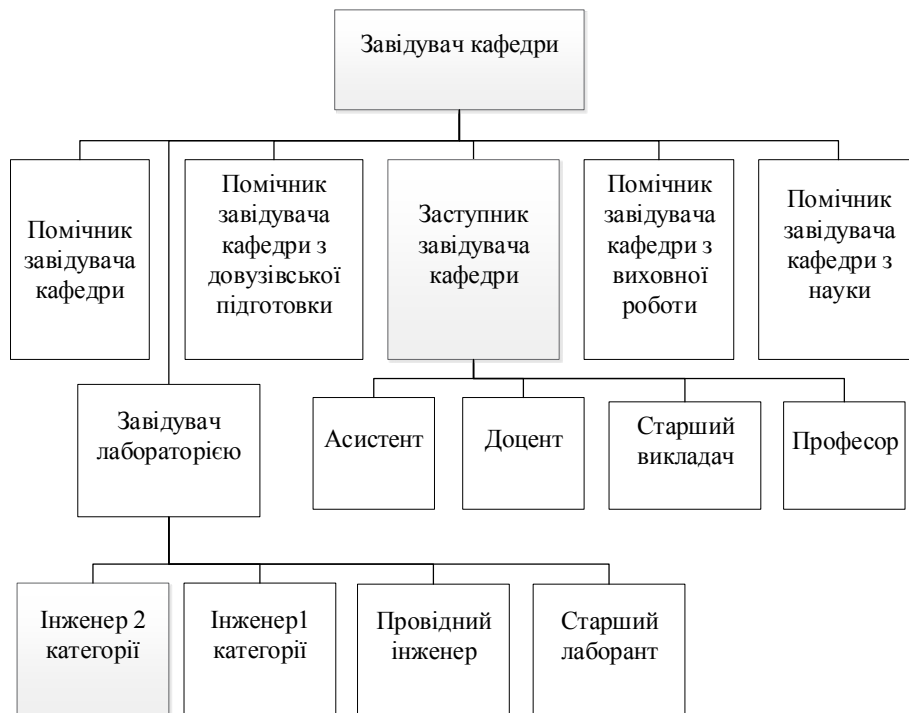 Завідувач кафедри
Помічник
завідувача
кафедри
Помічник
завідувача
кафедри з
довузівської
підготовки
Заступник
завідувача
кафедри
Помічник
завідувача
кафедри з
виховної
роботи
Помічник
завідувача
кафедри з
науки
Завідувач
лабораторією
Асистент
Доцент
Старший
викладач
Професор
Інженер 2
категорії
Інженер1
категорії
Провідний
інженер
Старший
лаборант